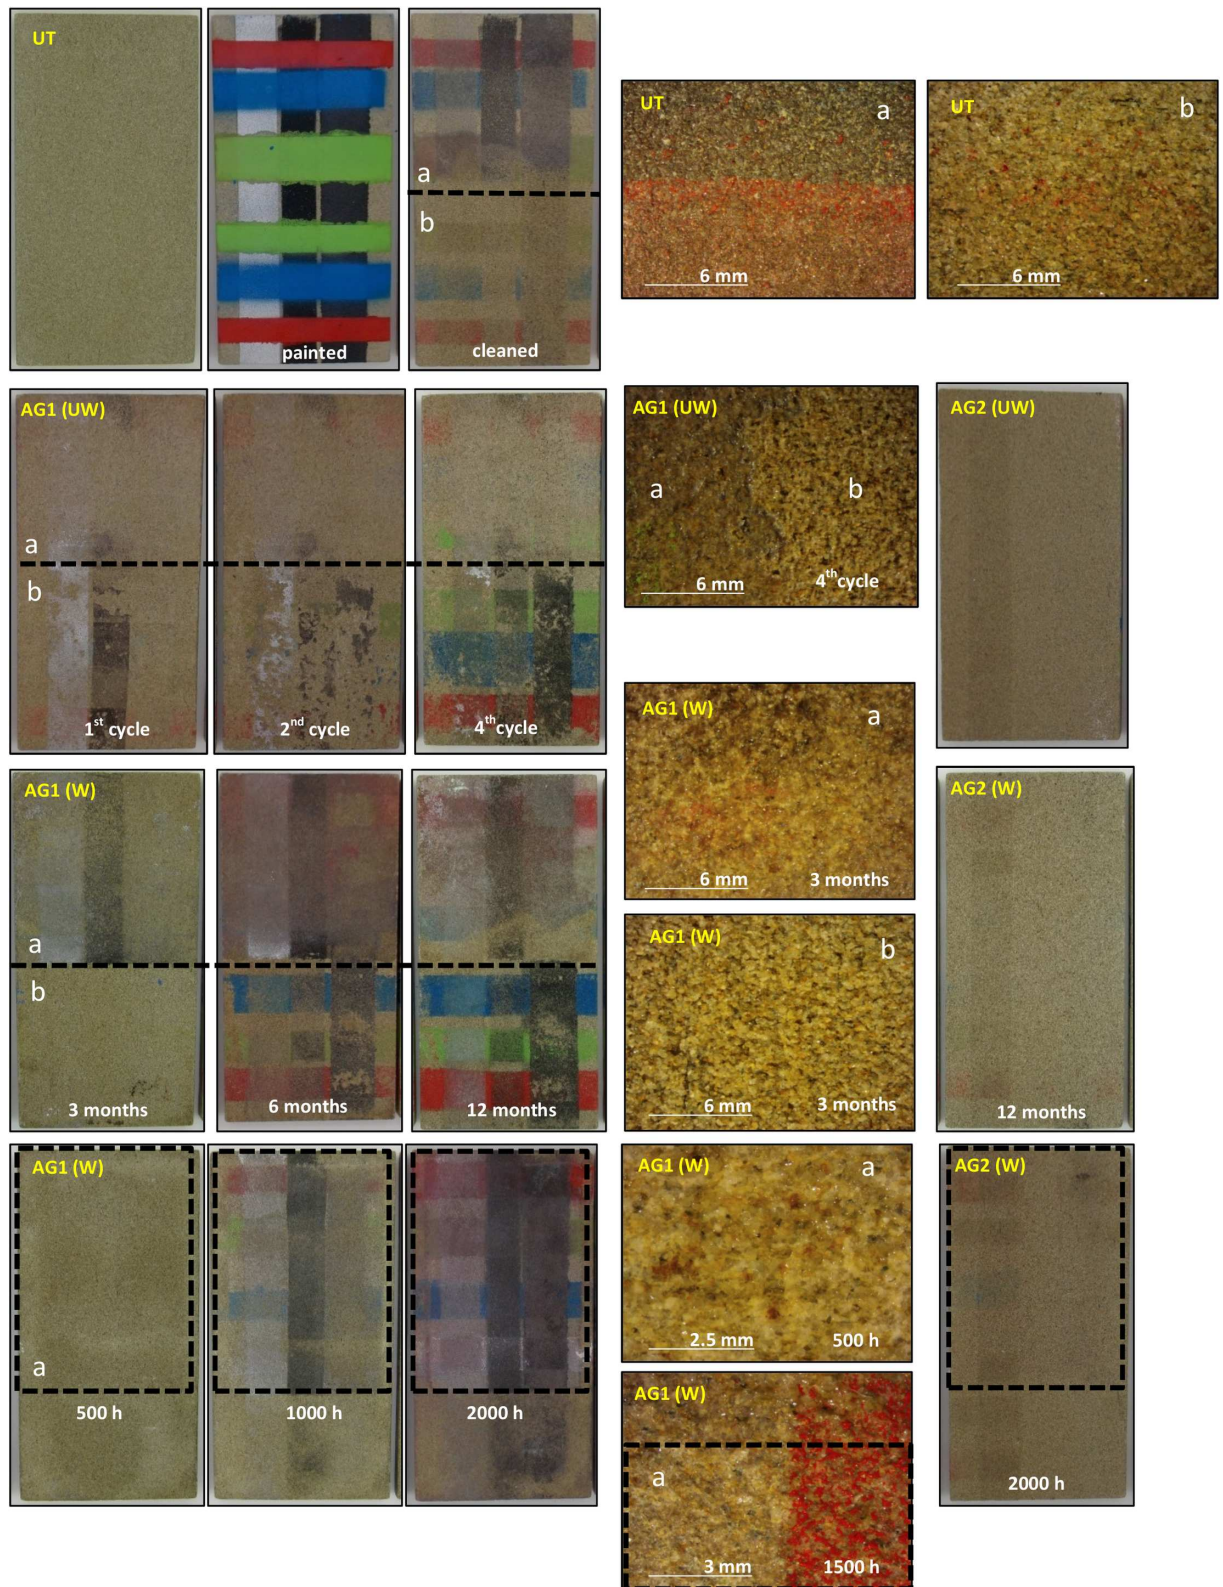 UT
painted
a
b
cleaned
UT
a
6 mm
UT
b
6 mm
AG1 (UW)
a
b
1st cycle
2nd cycle
4th cycle
AG1 (UW)
a
b
6 mm
4th cycle
AG2 (UW)
AG1 (W)
a
b
3 months
6 months
12 months
AG1 (W)
a
6 mm
3 months
AG1 (W)
b
6 mm
3 months
AG2 (W)
12 months
AG1 (W)
a
500 h
1000 h
2000 h
AG1 (W)
a
2.5 mm
500 h
AG1 (W)
a
3 mm
1500 h
AG2 (W)
2000 h